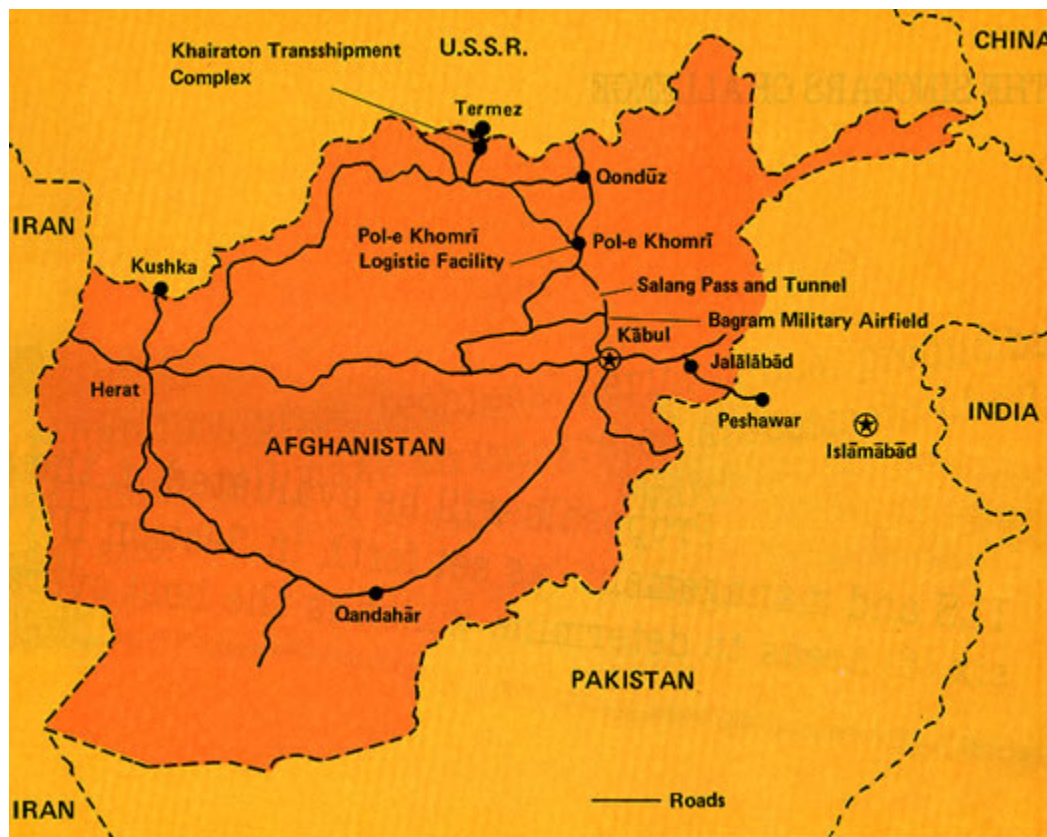 Khairaton Transshipment
Complex
U.S.S.R.
CHINA
Termez
IRAN
Qondūz
Pol-e Khomrī
Logistic Facility
Pol-e Khomrī
Kushka
Salang Pass and Tunnel
Bagram Military Airfield
Kābul
Jalālābād
Herat
Peshawar
INDIA
Islāmābād
AFGHANISTAN
Qandahār
PAKISTAN
IRAN
Roads